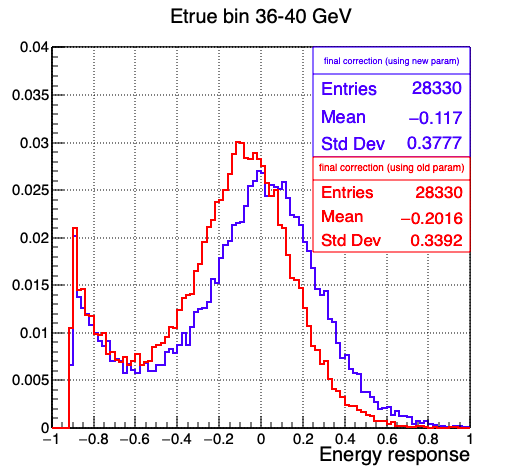 Etrue bin 36-40 GeV
final correction (using new param)
Entries 28330
Mean −0.117
Std Dev 0.3777
final correction (using old param)
Entries 28330
Mean −0.2016
Std Dev 0.3392
0.04
0.035
0.03
0.025
0.02
0.015
0.01
0.005
0
−1 −0.8 −0.6 −0.4 −0.2 0 0.2 0.4 0.6 0.8 1
Energy response